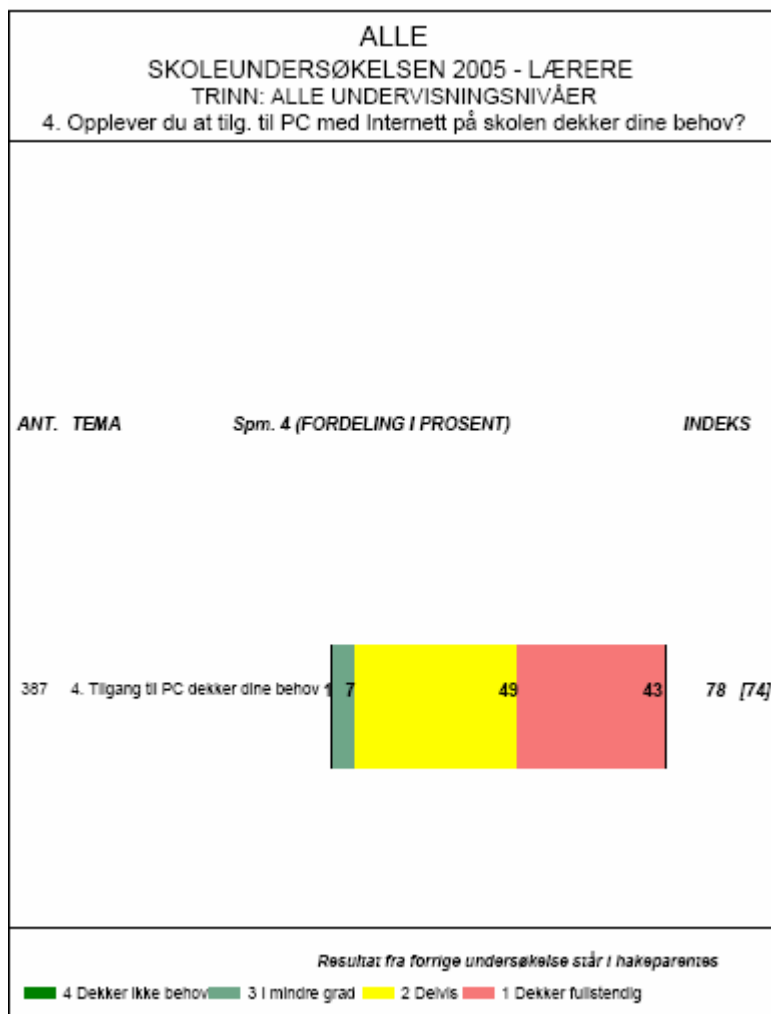 ALLE
SKOLEUNDERSØKELSEN 2005 - LÆRERE
TRINN: ALLE UNDERVISNINGSNIVÅER
4. Opplever du at tilg. til PC med Internett på skolen dekker dine behov?
ANT. TEMA Spm. 4 (FORDELING I PROSENT) INDEKS
387 4. Tilgang til PC dekker dine behov 1 7 49 43 78 [74]
Resultat fra forrige undersøkelse står i hakeparentes
4 Dekker ikke behov 3 I mindre grad 2 Delvis 1 Dekker fullstendig